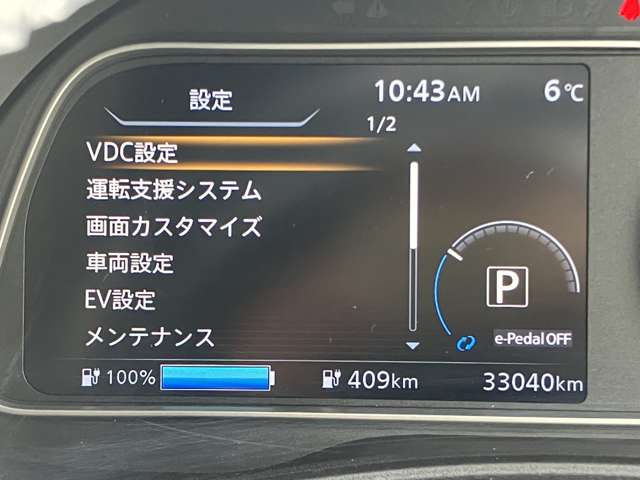 設定 10:43AM 6℃
1/2
VDC設定
運転支援システム
画面カスタマイズ
車両設定
EV設定
メンテナンス
P
e-Pedal OFF
100% 409km 33040km